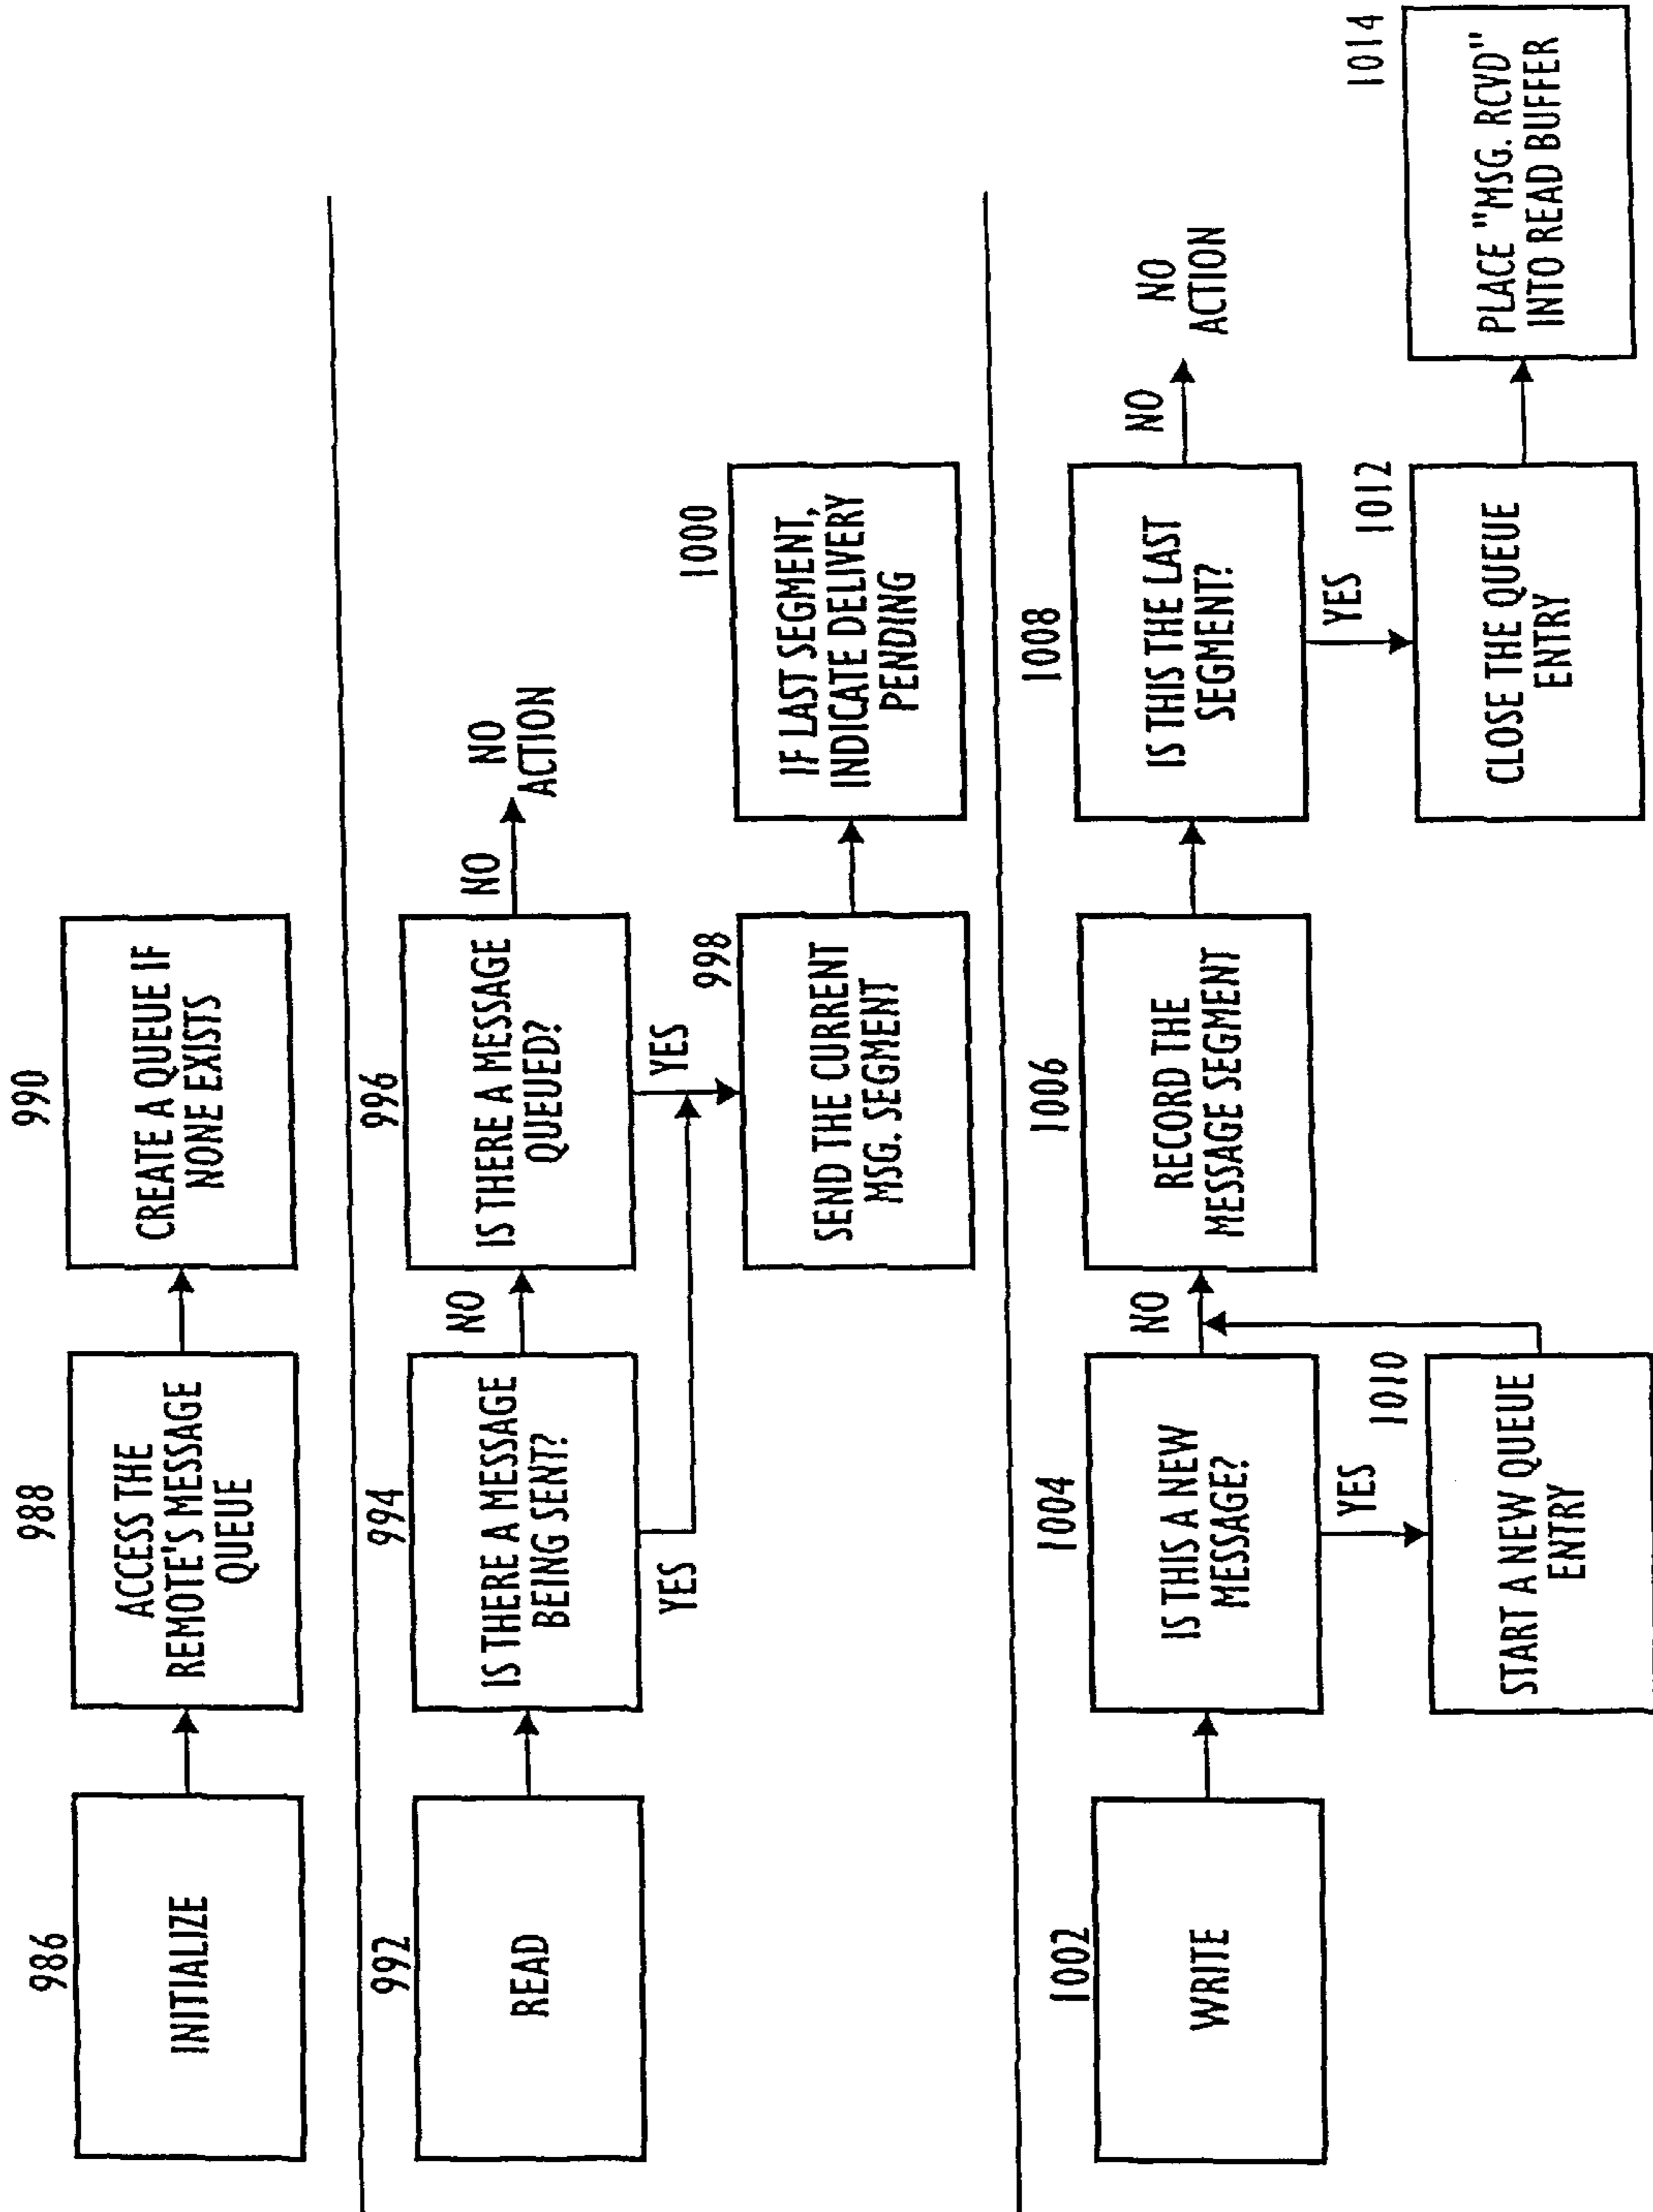 986
INITIALIZE
988
ACCESS THE
REMOTE'S MESSAGE
QUEUE
990
CREATE A QUEUE IF
NONE EXISTS
992
READ
994
IS THERE A MESSAGE
BEING SENT?
NO
YES
996
IS THERE A MESSAGE
QUEUED?
NO
NO
ACTION
YES
998
SEND THE CURRENT
MSG. SEGMENT
1000
IF LAST SEGMENT,
INDICATE DELIVERY
PENDING
1002
WRITE
1004
IS THIS A NEW
MESSAGE?
NO
YES
1010
START A NEW QUEUE
ENTRY
1006
RECORD THE
MESSAGE SEGMENT
1008
IS THIS THE LAST
SEGMENT?
NO
NO
ACTION
YES
1012
CLOSE THE QUEUE
ENTRY
1014
PLACE "MSG. RCVD"
INTO READ BUFFER